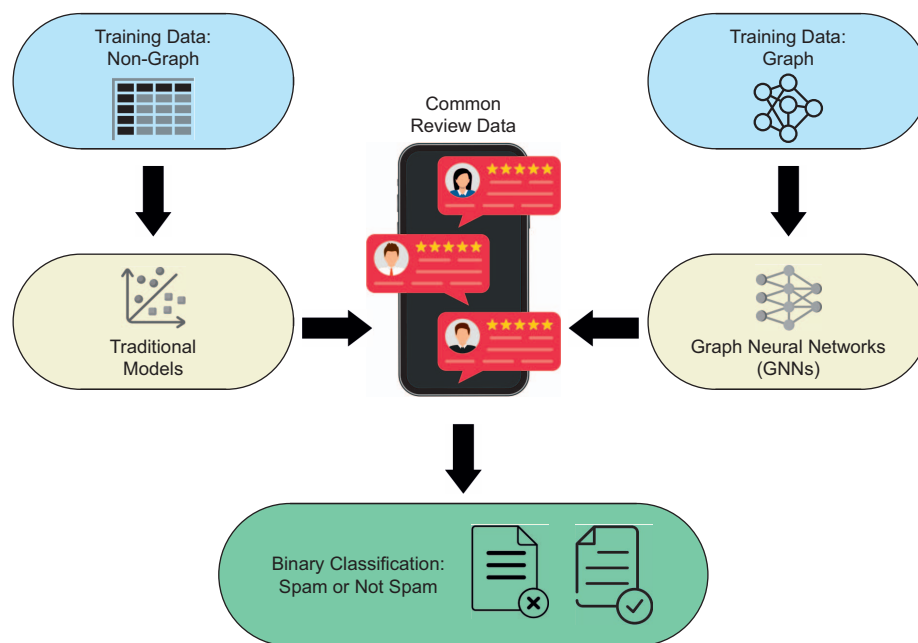 Training Data:
Non-Graph
Training Data:
Graph
Common
Review Data
Traditional
Models
Graph Neural Networks
(GNNs)
Binary Classification:
Spam or Not Spam